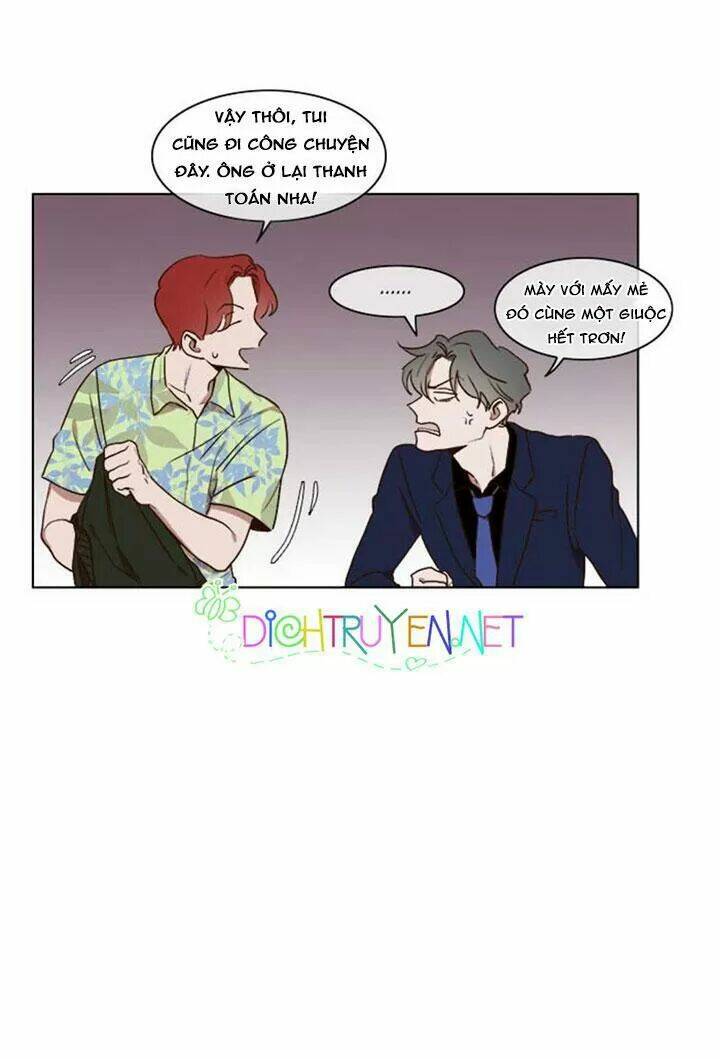 VẬY THÔI, TUI
CŨNG ĐI CÔNG CHUYỆN
ĐÂY. ÔNG Ở LẠI THANH
TOÁN NHA!
......
MÀY VỚI MẤY MẺ
ĐÓ CÙNG MỘT GIUỘC
HẾT TRƠN!
DICHTRUYEN.NET